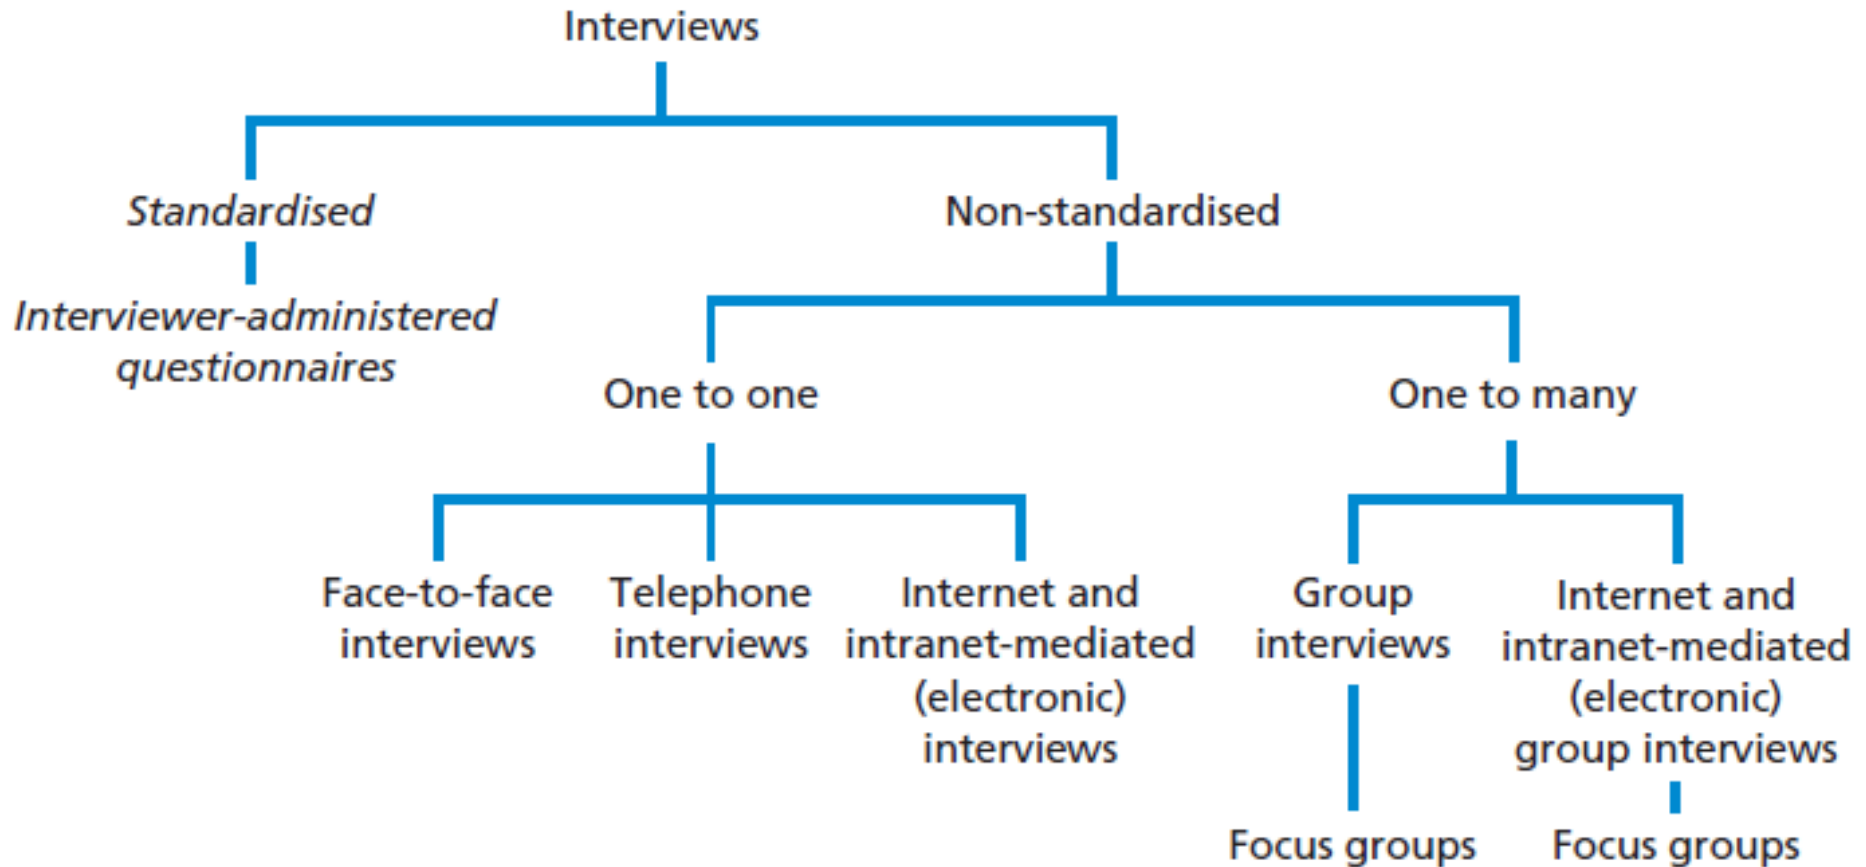 Interviews
Standardised
Non-standardised
Interviewer-administered
questionnaires
One to one
One to many
Face-to-face
interviews
Telephone
interviews
Internet and
intranet-mediated
(electronic)
interviews
Group
interviews
Internet and
intranet-mediated
(electronic)
group interviews
Focus groups
Focus groups